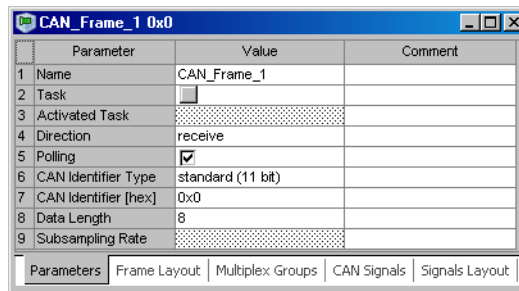 CAN_Frame_1 0x0
Parameter Value Comment
1 Name CAN_Frame_1
2 Task
3 Activated Task
4 Direction receive
5 Polling
6 CAN Identifier Type standard (11 bit)
7 CAN Identifier [hex] 0x0
8 Data Length 8
9 Subsampling Rate
Parameters Frame Layout Multiplex Groups CAN Signals Signals Layout